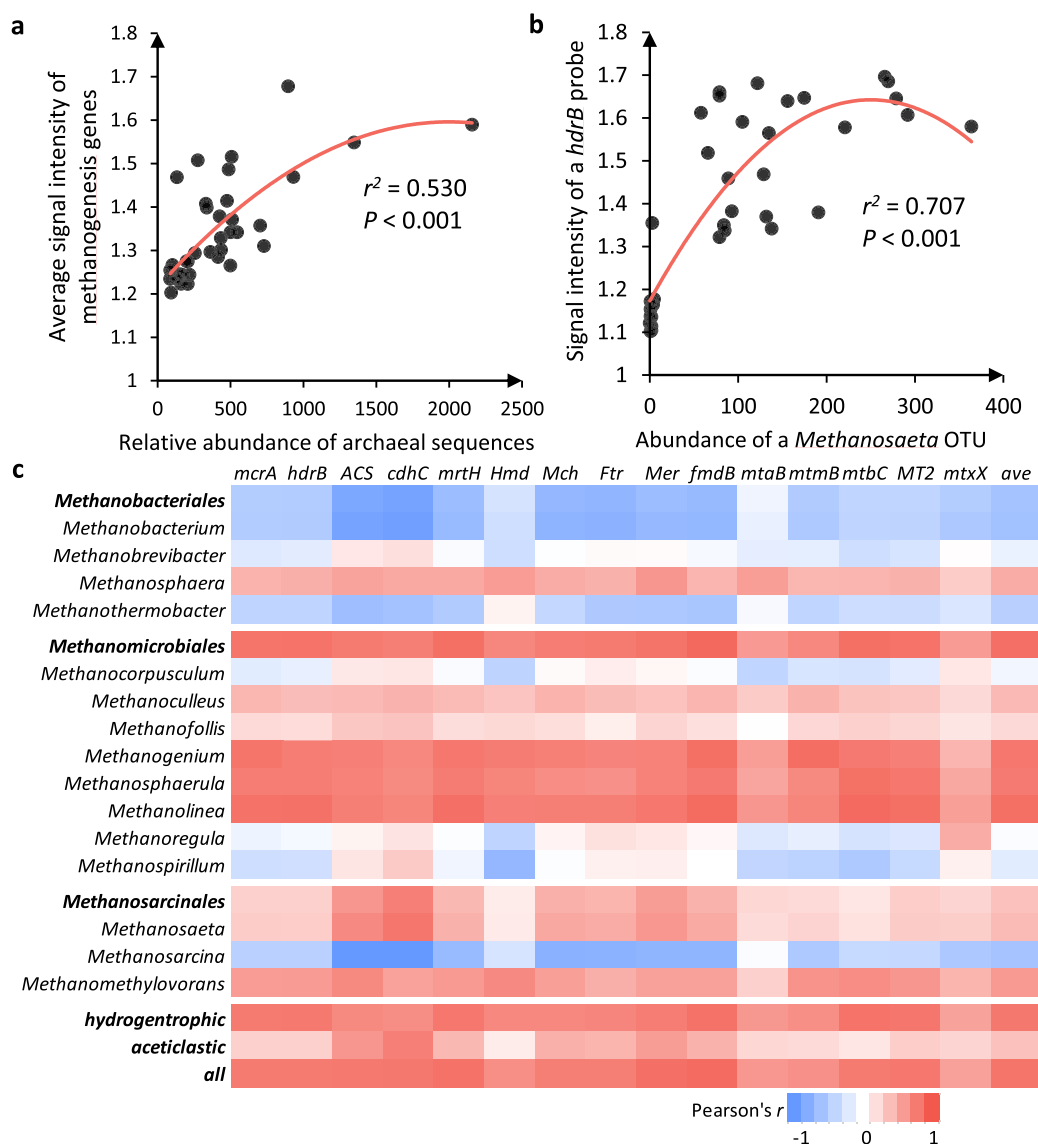 a
Average signal intensity of
methanogenesis genes
1.8
1.7
1.6
1.5
1.4
1.3
1.2
1.1
1
0 500 1000 1500 2000 2500
r² = 0.530
P < 0.001
Relative abundance of archaeal sequences
b
Signal intensity of a hdrB probe
1.8
1.7
1.6
1.5
1.4
1.3
1.2
1.1
1
0 100 200 300 400
r² = 0.707
P < 0.001
Abundance of a Methanosaeta OTU
c
mcrA hdrB ACS cdhC mrtH Hmd Mch Ftr Mer fmdB mtaB mtmB mtbC MT2 mtxX ave
Methanobacteriales
Methanobacterium
Methanobrevibacter
Methanosphaera
Methanothermobacter
Methanomicrobiales
Methanocorpusculum
Methanoculleus
Methanofollis
Methanogenium
Methanosphaerula
Methanolinea
Methanoregula
Methanospirillum
Methanosarcinales
Methanosaeta
Methanosarcina
Methanomethylovorans
hydrogentrophic
aceticlastic
all
Pearson's r
-1 0 1